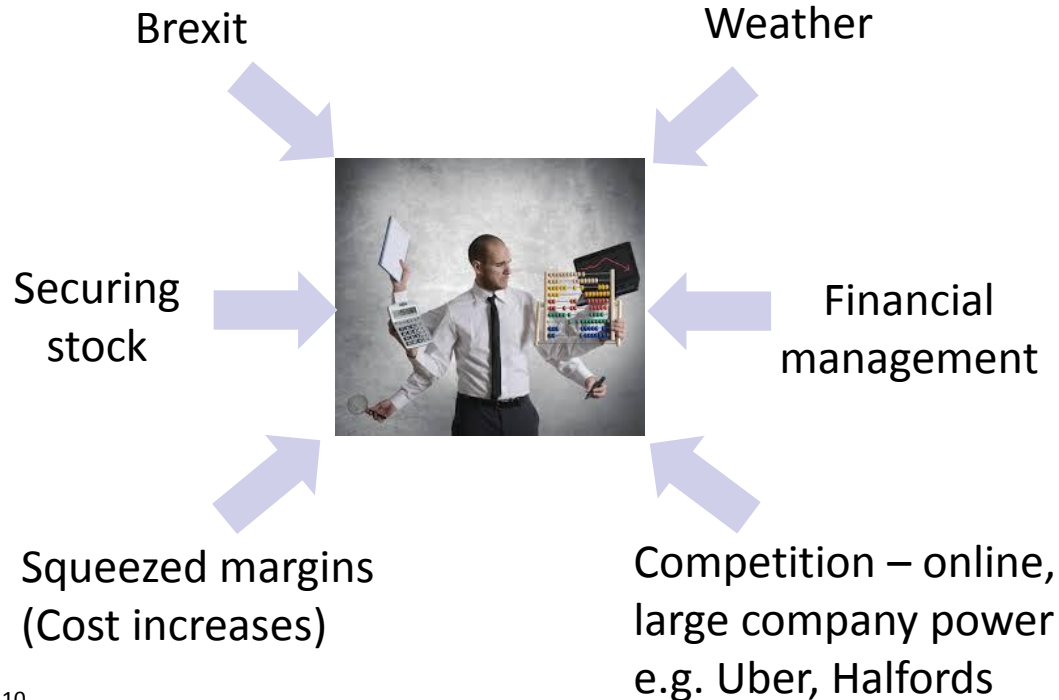 Brexit
Weather
Securing
stock
Financial
management
Squeezed margins
(Cost increases)
Competition – online,
large company power
e.g. Uber, Halfords
10